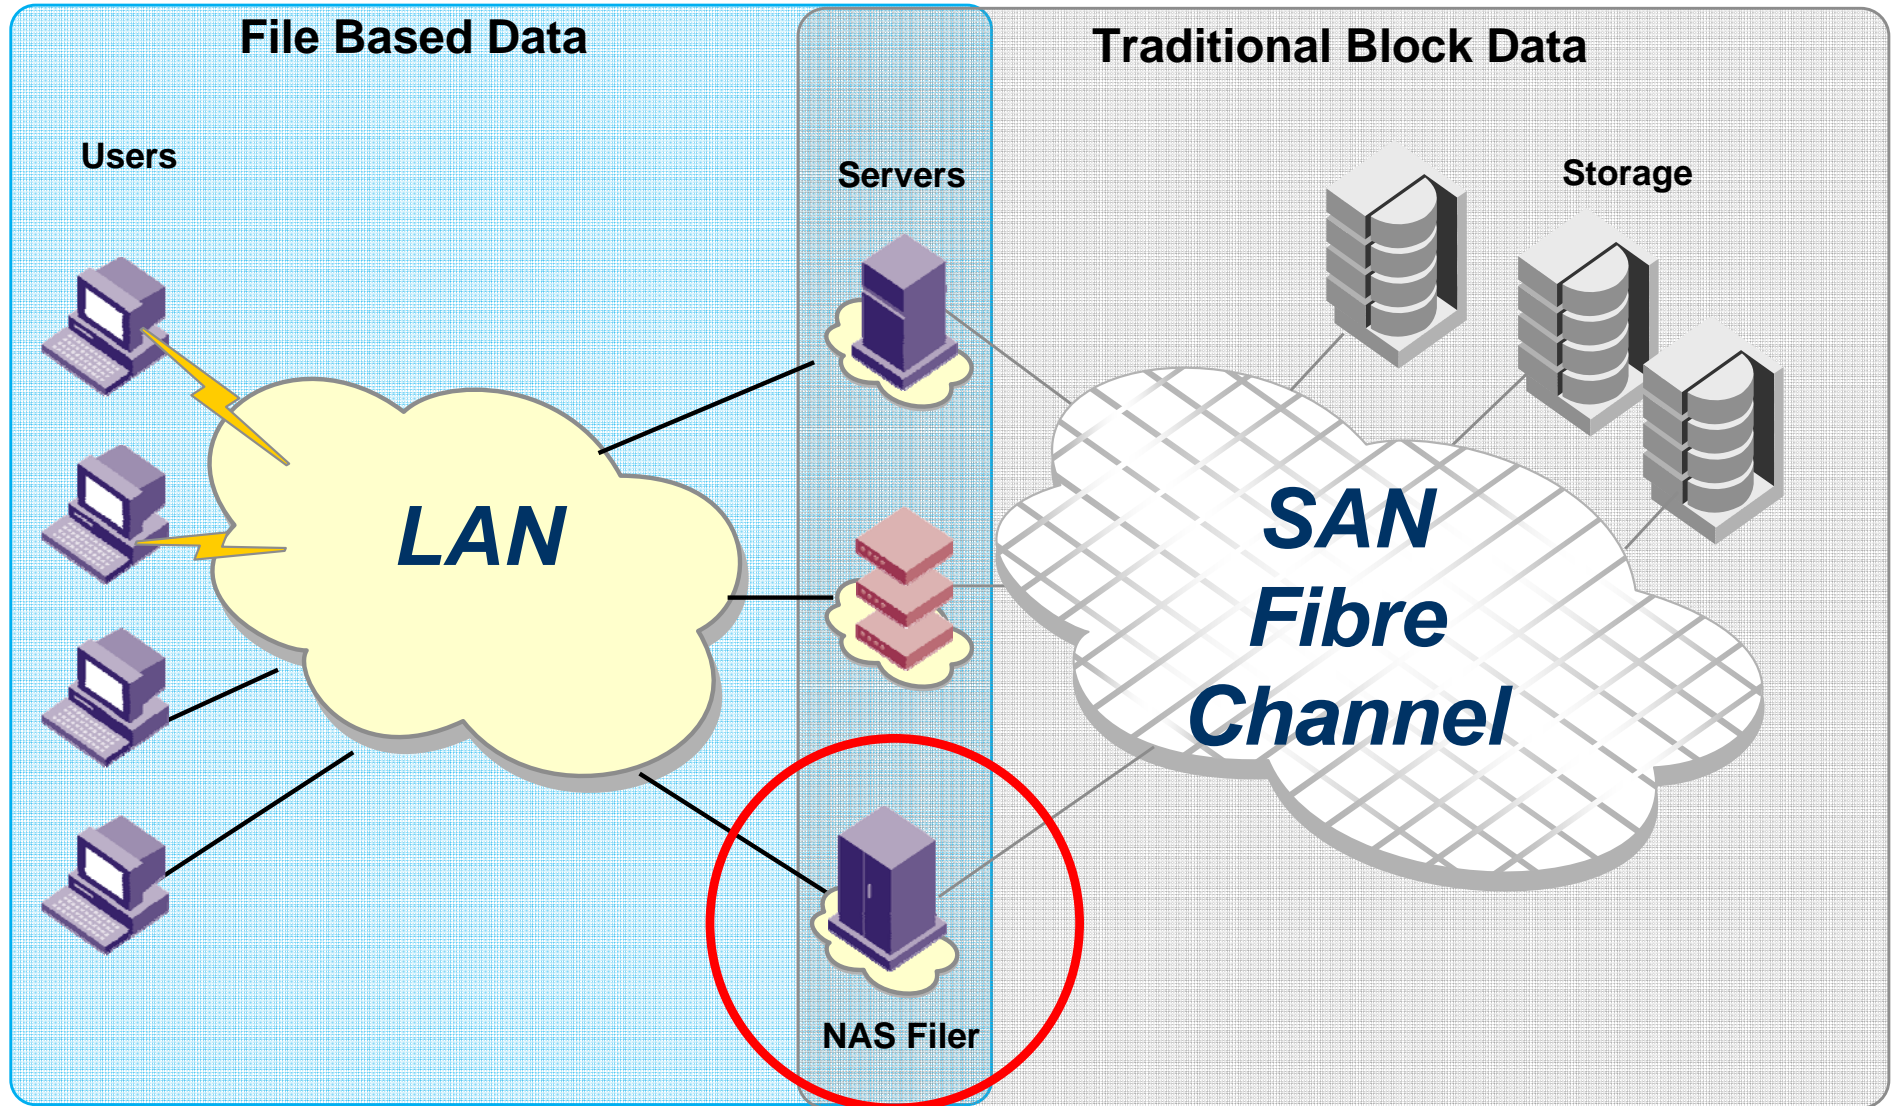 File Based Data
Traditional Block Data
Users
Servers
Storage
LAN
SAN
Fibre
Channel
NAS Filer